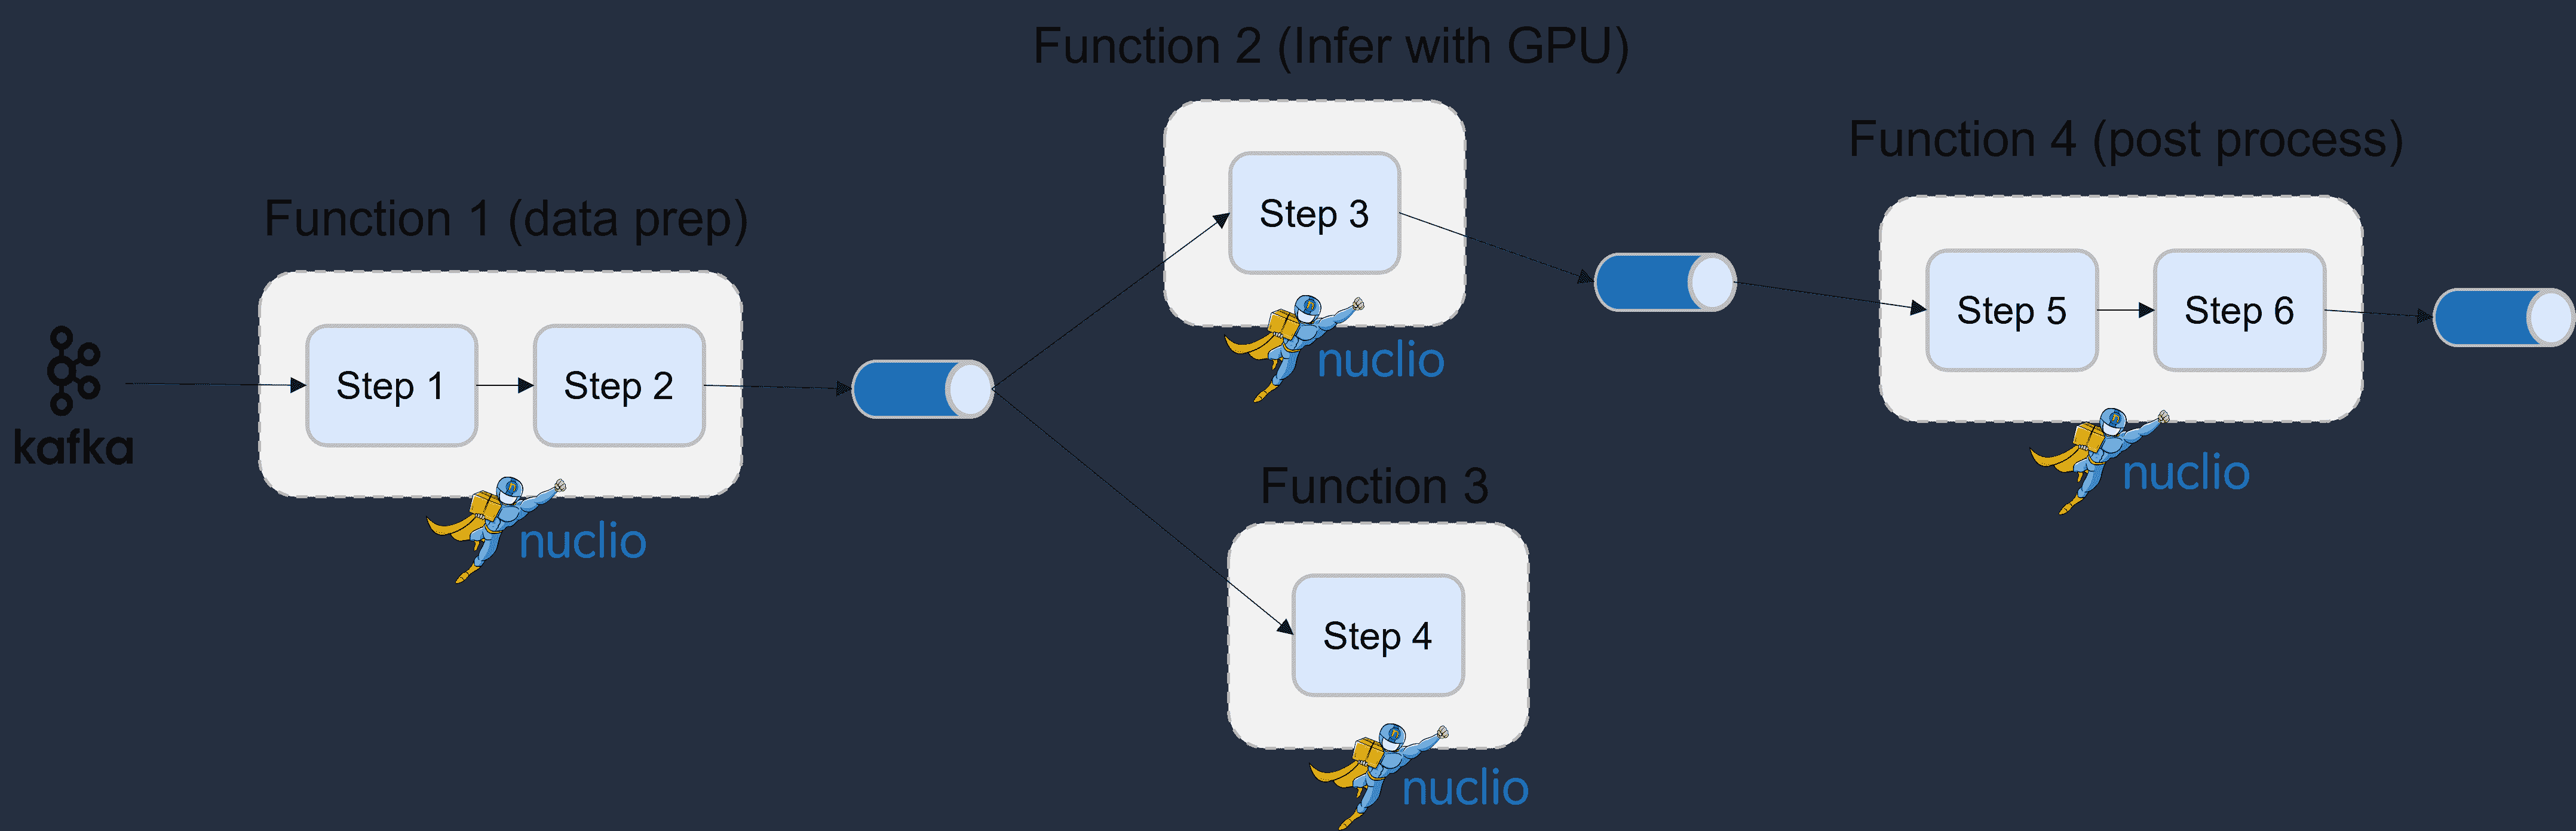 Function 2 (Infer with GPU)
Function 4 (post process)
Function 1 (data prep)
Step 3
Step 5
Step 6
nuclio
Step 1
Step 2
kafka
nuclio
Function 3
nuclio
Step 4
nuclio